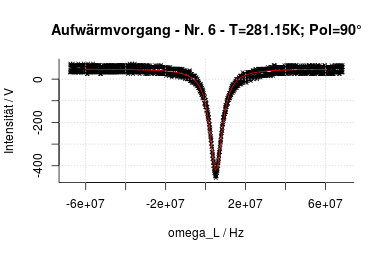 Aufwärmvorgang - Nr. 6 - T=281.15K; Pol=90°
Intensität / V
0
-200
-400
-6e+07 -2e+07 2e+07 6e+07
omega_L / Hz